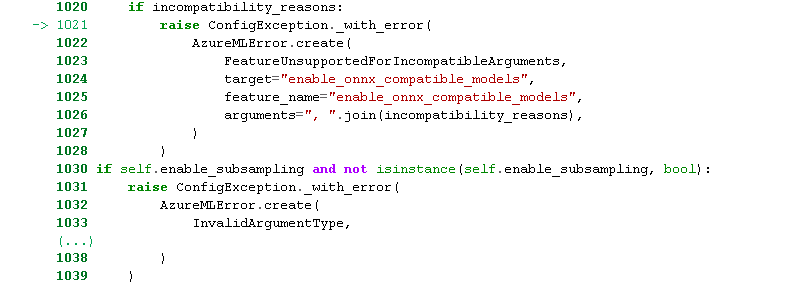 1020     if incompatibility_reasons:
-> 1021         raise ConfigException._with_error(
1022             AzureMLError.create(
1023                 FeatureUnsupportedForIncompatibleArguments,
1024                 target="enable_onnx_compatible_models",
1025                 feature_name="enable_onnx_compatible_models",
1026                 arguments=", ".join(incompatibility_reasons),
1027             )
1028         )
1030 if self.enable_subsampling and not isinstance(self.enable_subsampling, bool):
1031     raise ConfigException._with_error(
1032         AzureMLError.create(
1033             InvalidArgumentType,
(...)
1038         )
1039     )